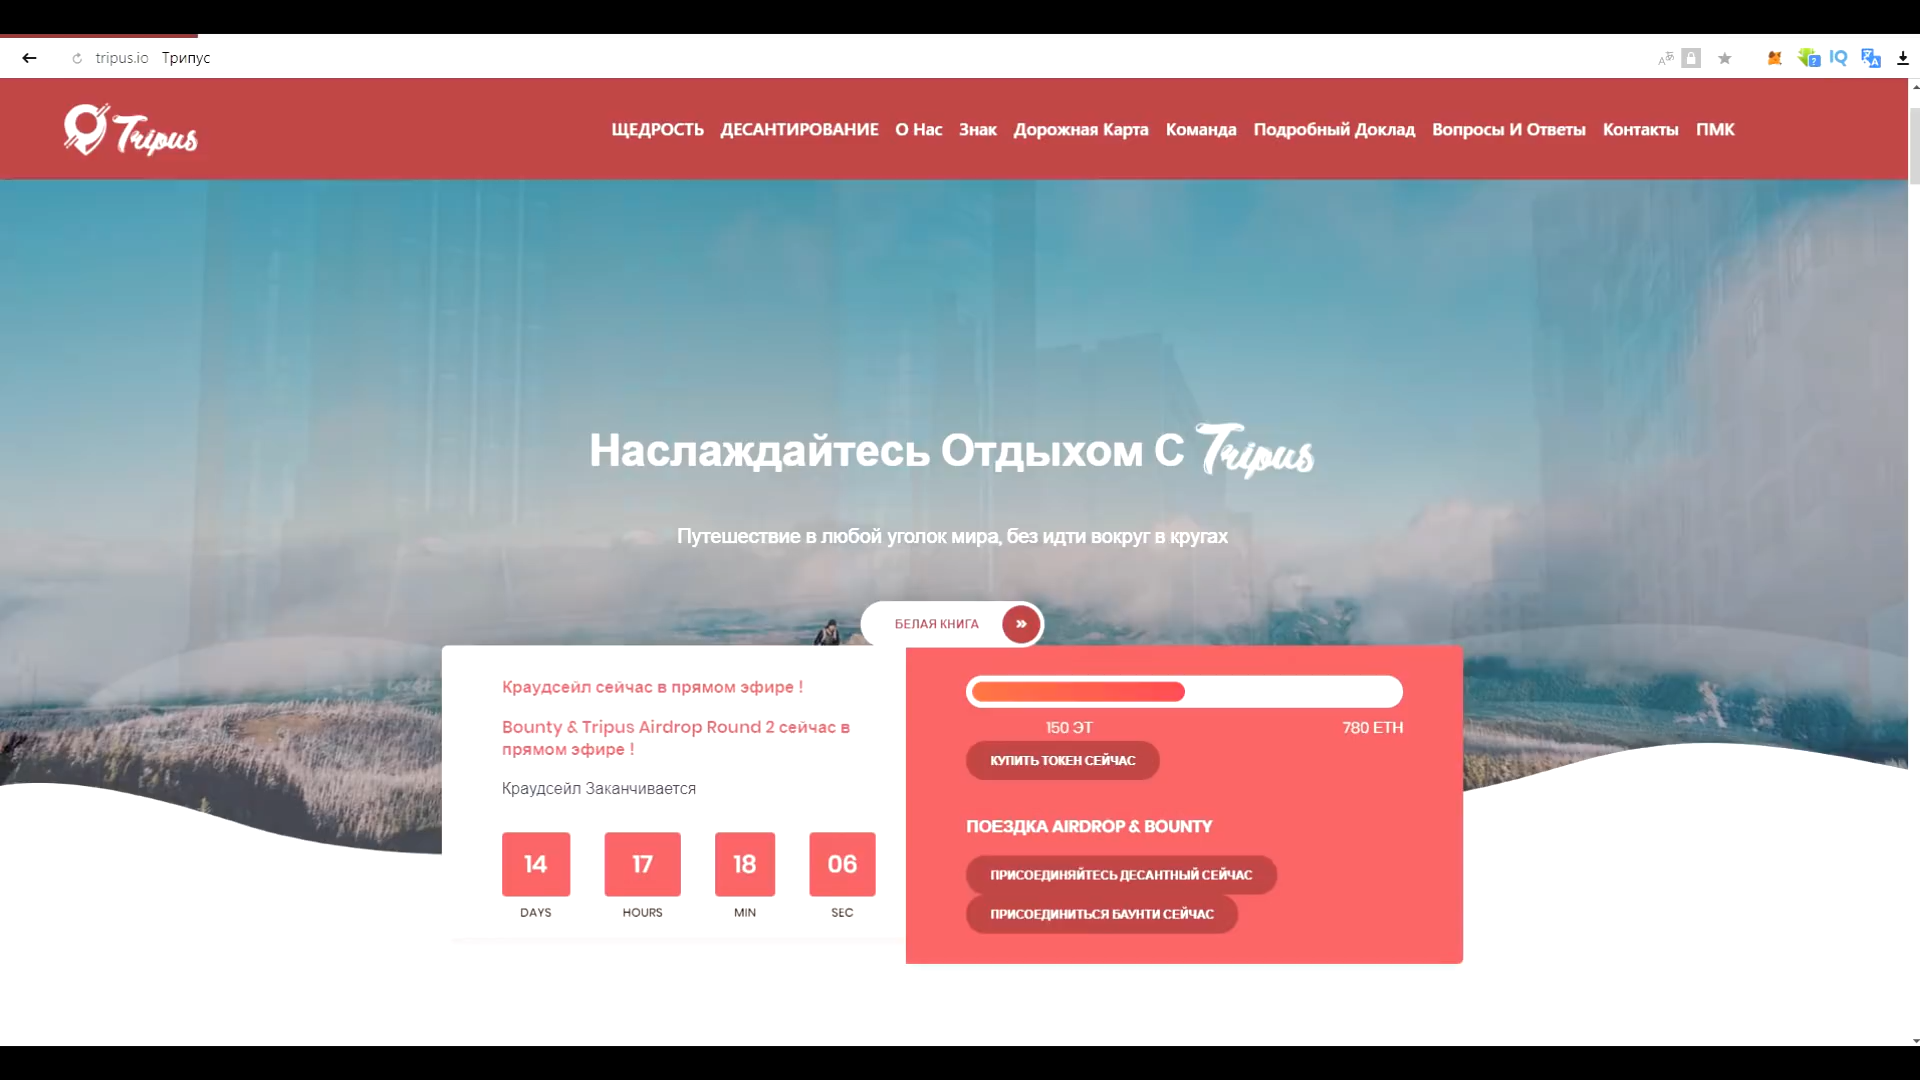 tripus.io Трипус
IQ
Tripus
ЩЕДРОСТЬ ДЕСАНТИРОВАНИЕ О Нас Знак Дорожная Карта Команда Подробный Доклад Вопросы И Ответы Контакты ПМК
Наслаждайтесь Отдыхом С Tripus
Путешествие в любой уголок мира, без идти вокруг в кругах
БЕЛАЯ КНИГА »
Краудсейл сейчас в прямом эфире !
Bounty & Tripus Airdrop Round 2 сейчас в
прямом эфире !
Краудсейл Заканчивается
14 17 18 06
DAYS HOURS MIN SEC
150 ЭТ 780 ETH
КУПИТЬ ТОКЕН СЕЙЧАС
ПОЕЗДКА AIRDROP & BOUNTY
ПРИСОЕДИНЯЙТЕСЬ ДЕСАНТНЫЙ СЕЙЧАС
ПРИСОЕДИНИТЬСЯ БАУНТИ СЕЙЧАС